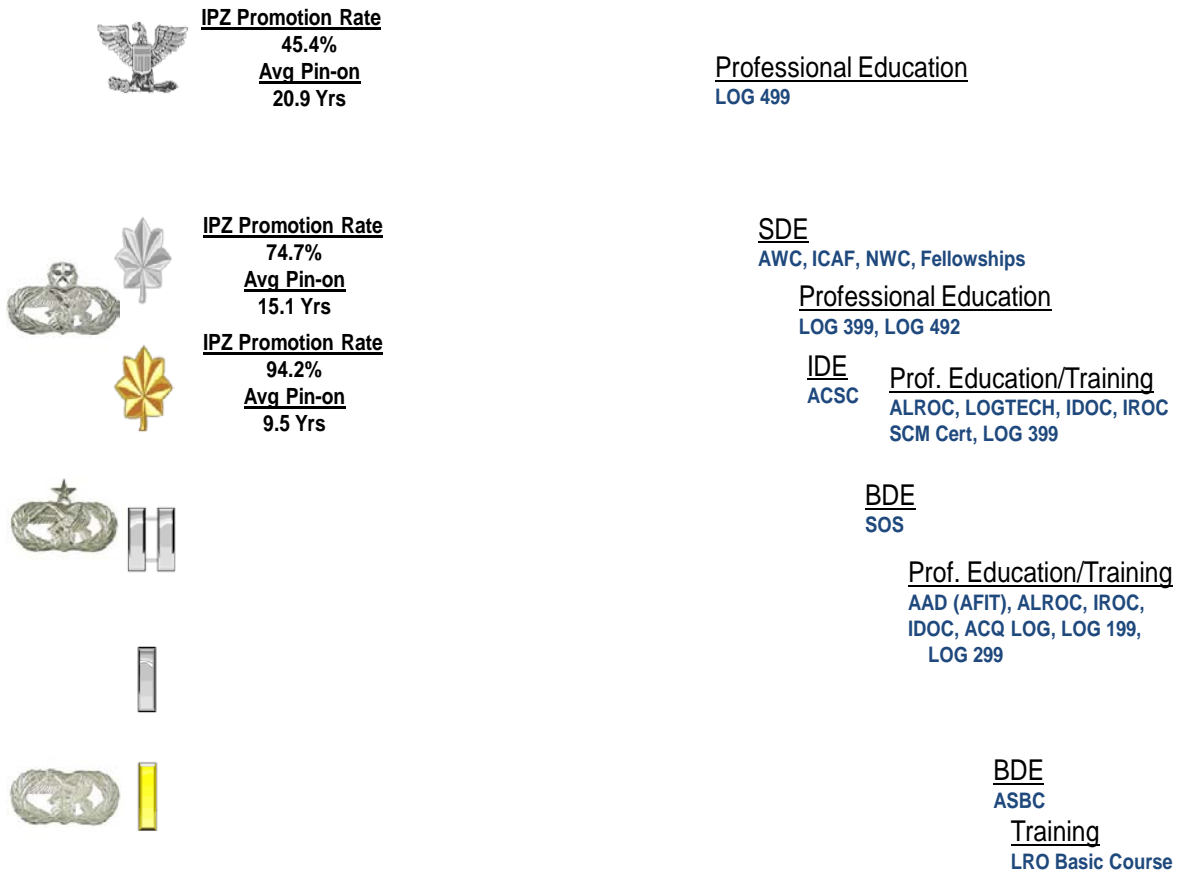 IPZ Promotion Rate
45.4%
Avg Pin-on
20.9 Yrs
Professional Education
LOG 499
IPZ Promotion Rate
74.7%
Avg Pin-on
15.1 Yrs
SDE
AWC, ICAF, NWC, Fellowships
Professional Education
LOG 399, LOG 492
IPZ Promotion Rate
94.2%
Avg Pin-on
9.5 Yrs
IDE
ACSC
Prof. Education/Training
ALROC, LOGTECH, IDOC, IROC
SCM Cert, LOG 399
BDE
SOS
Prof. Education/Training
AAD (AFIT), ALROC, IROC,
IDOC, ACQ LOG, LOG 199,
LOG 299
BDE
ASBC
Training
LRO Basic Course